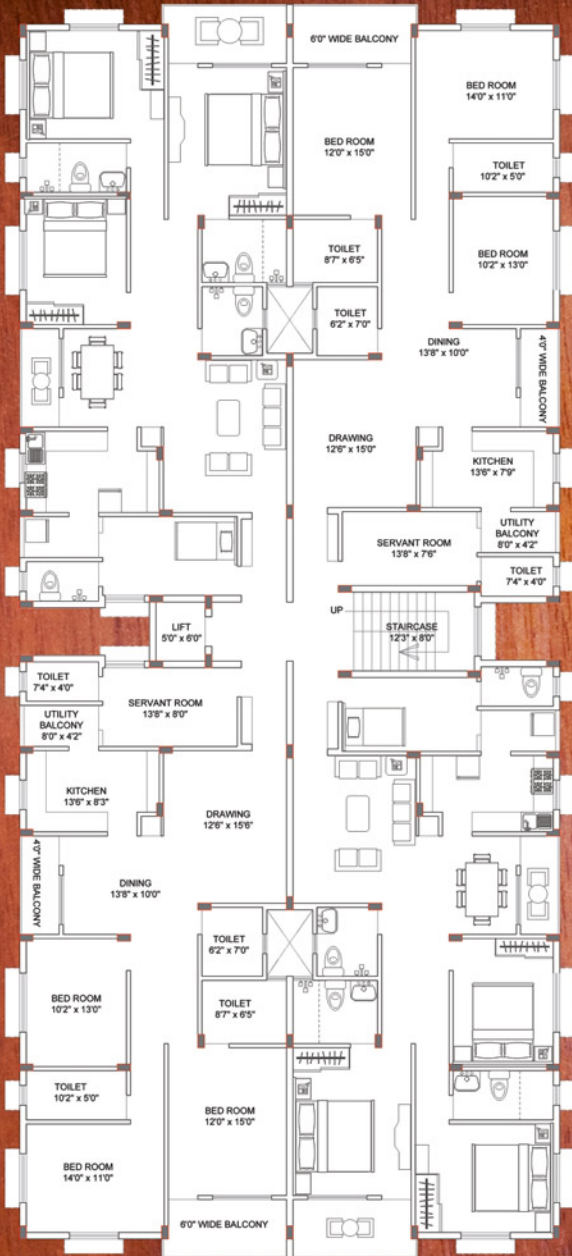 6'0" WIDE BALCONY
BED ROOM
14'0" x 11'0"
BED ROOM
12'0" x 15'0"
TOILET
10'2" x 5'0"
BED ROOM
10'2" x 13'0"
TOILET
8'7" x 6'5"
TOILET
6'2" x 7'0"
DINING
13'8" x 10'0"
4'0" WIDE BALCONY
DRAWING
12'6" x 15'0"
KITCHEN
13'6" x 7'9"
UTILITY
BALCONY
8'0" x 4'2"
SERVANT ROOM
13'8" x 7'6"
TOILET
7'4" x 4'0"
UP
STAIRCASE
12'3" x 8'0"
LIFT
5'0" x 6'0"
TOILET
7'4" x 4'0"
SERVANT ROOM
13'8" x 8'0"
UTILITY
BALCONY
8'0" x 4'2"
KITCHEN
13'6" x 8'3"
DRAWING
12'6" x 15'6"
4'0" WIDE BALCONY
DINING
13'8" x 10'0"
TOILET
6'2" x 7'0"
BED ROOM
10'2" x 13'0"
TOILET
8'7" x 6'5"
TOILET
10'2" x 5'0"
BED ROOM
12'0" x 15'0"
BED ROOM
14'0" x 11'0"
6'0" WIDE BALCONY